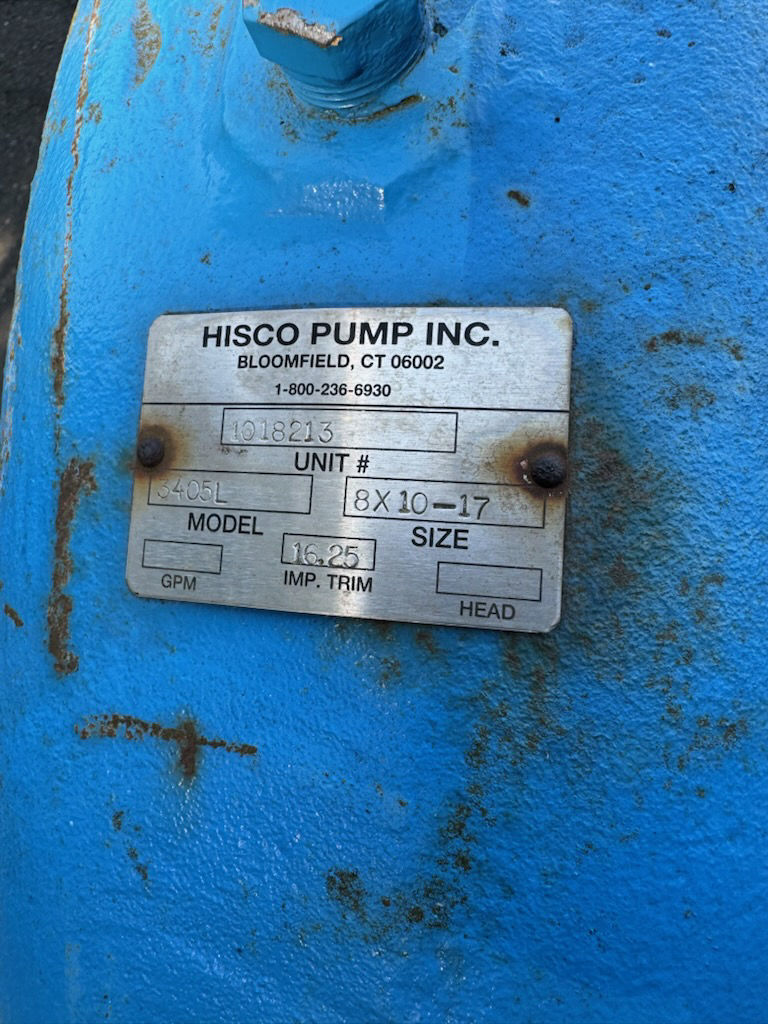 HISCO PUMP INC.
BLOOMFIELD, CT 06002
1-800-236-6930
1018213
UNIT #
3405L
8X10-17
MODEL
SIZE
16.25
GPM
IMP. TRIM
HEAD